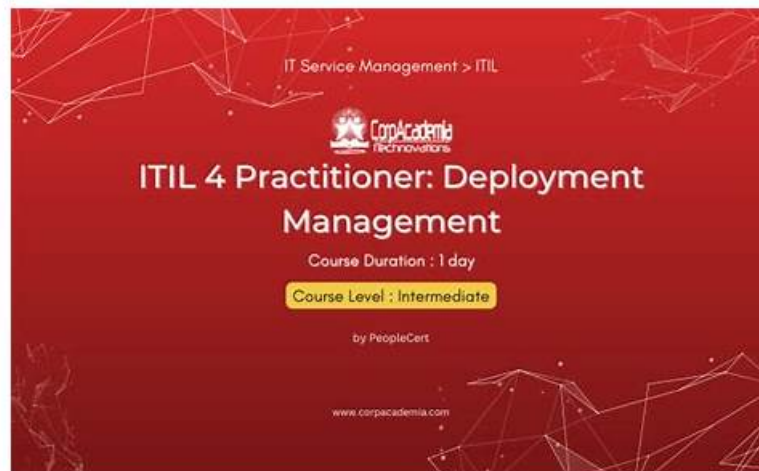 IT Service Management > ITIL
CorpAcademia
iTechnovations
ITIL 4 Practitioner: Deployment
Management
Course Duration : 1 day
Course Level : Intermediate
by PeopleCert
www.corpacademia.com